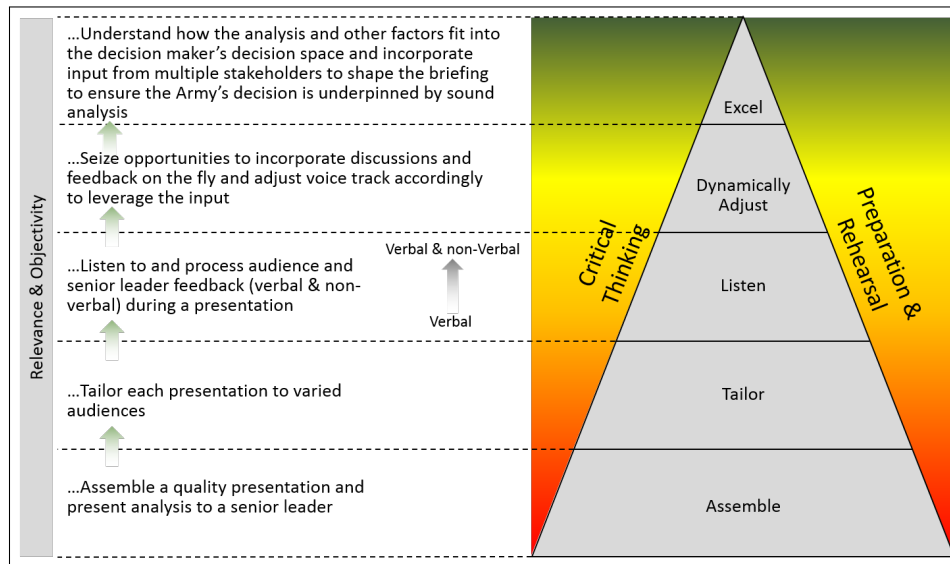 Relevance & Objectivity
...Understand how the analysis and other factors fit into
the decision maker's decision space and incorporate
input from multiple stakeholders to shape the briefing
to ensure the Army's decision is underpinned by sound
analysis
...Seize opportunities to incorporate discussions and
feedback on the fly and adjust voice track accordingly
to leverage the input
...Listen to and process audience and
senior leader feedback (verbal & non-
verbal) during a presentation
Verbal & non-Verbal
Verbal
...Tailor each presentation to varied
audiences
...Assemble a quality presentation and
present analysis to a senior leader
Critical
Thinking
Excel
Dynamically
Adjust
Listen
Tailor
Assemble
Preparation &
Rehearsal